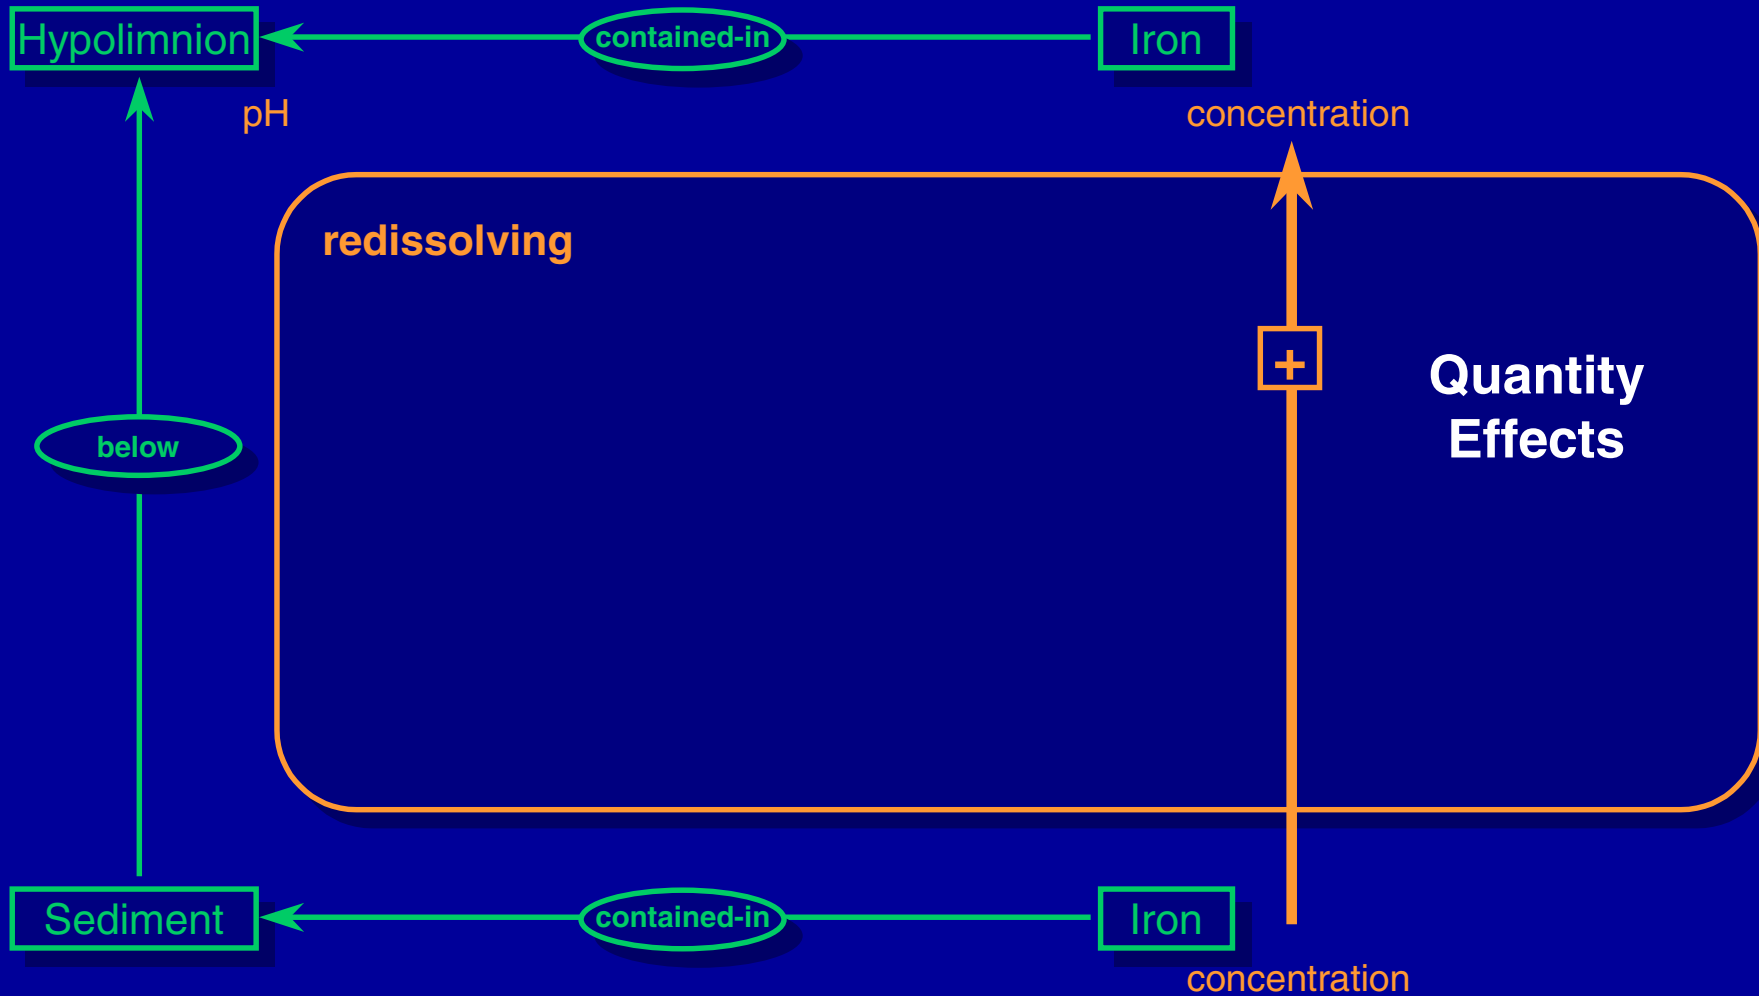 Hypolimnion
contained-in
Iron
pH
concentration
redissolving
+
Quantity
Effects
below
Sediment
contained-in
Iron
concentration